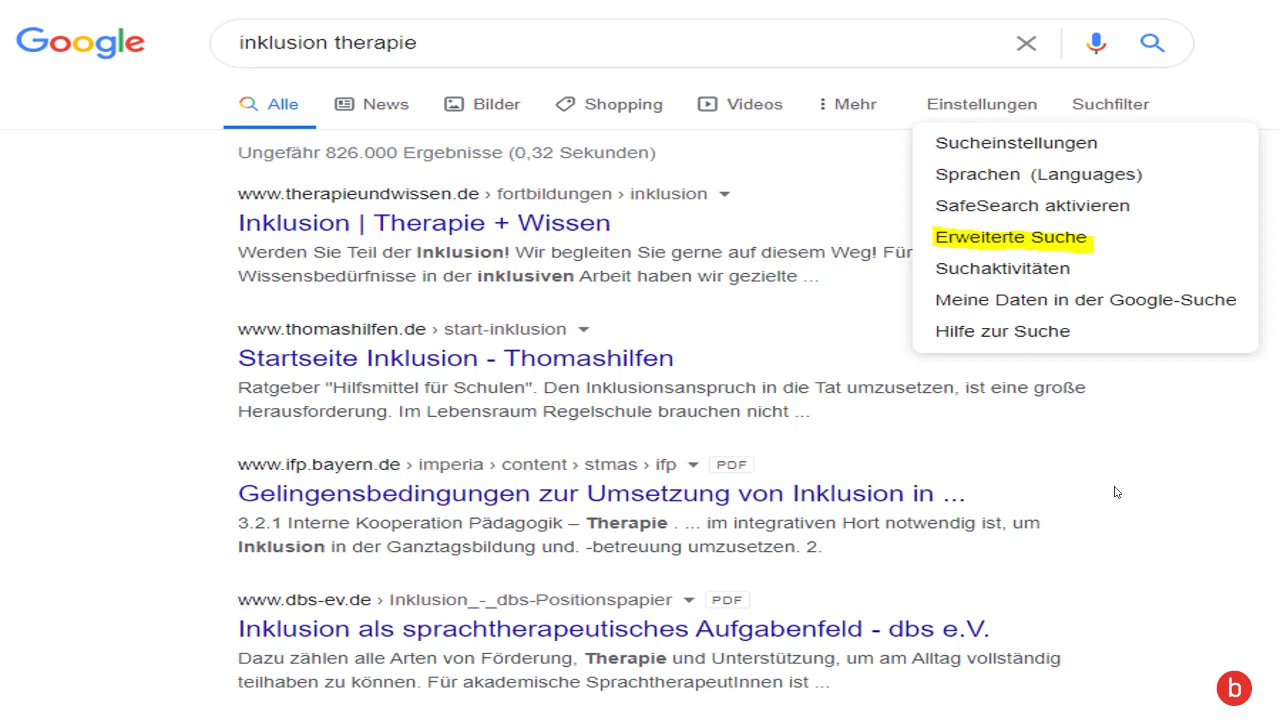 Google
inklusion therapie
Alle News Bilder Shopping Videos Mehr Einstellungen Suchfilter
Sucheinstellungen
Sprachen (Languages)
SafeSearch aktivieren
Erweiterte Suche
Suchaktivitäten
Meine Daten in der Google-Suche
Hilfe zur Suche
Ungefähr 826.000 Ergebnisse (0,32 Sekunden)
www.therapieundwissen.de › fortbildungen › inklusion
Inklusion | Therapie + Wissen
Werden Sie Teil der Inklusion! Wir begleiten Sie gerne auf diesem Weg! Für
Wissensbedürfnisse in der inklusiven Arbeit haben wir gezielte ...
www.thomashilfen.de › start-inklusion
Startseite Inklusion - Thomashilfen
Ratgeber "Hilfsmittel für Schulen". Den Inklusionsanspruch in die Tat umzusetzen, ist eine große
Herausforderung. Im Lebensraum Regelschule brauchen nicht ...
www.ifp.bayern.de › imperia › content › stmas › ifp PDF
Gelingensbedingungen zur Umsetzung von Inklusion in ...
3.2.1 Interne Kooperation Pädagogik – Therapie . ... im integrativen Hort notwendig ist, um
Inklusion in der Ganztagsbildung und. -betreuung umzusetzen. 2.
www.dbs-ev.de › Inklusion_-_dbs-Positionspapier PDF
Inklusion als sprachtherapeutisches Aufgabenfeld - dbs e.V.
Dazu zählen alle Arten von Förderung, Therapie und Unterstützung, um am Alltag vollständig
teilhaben zu können. Für akademische SprachtherapeutInnen ist ...
b